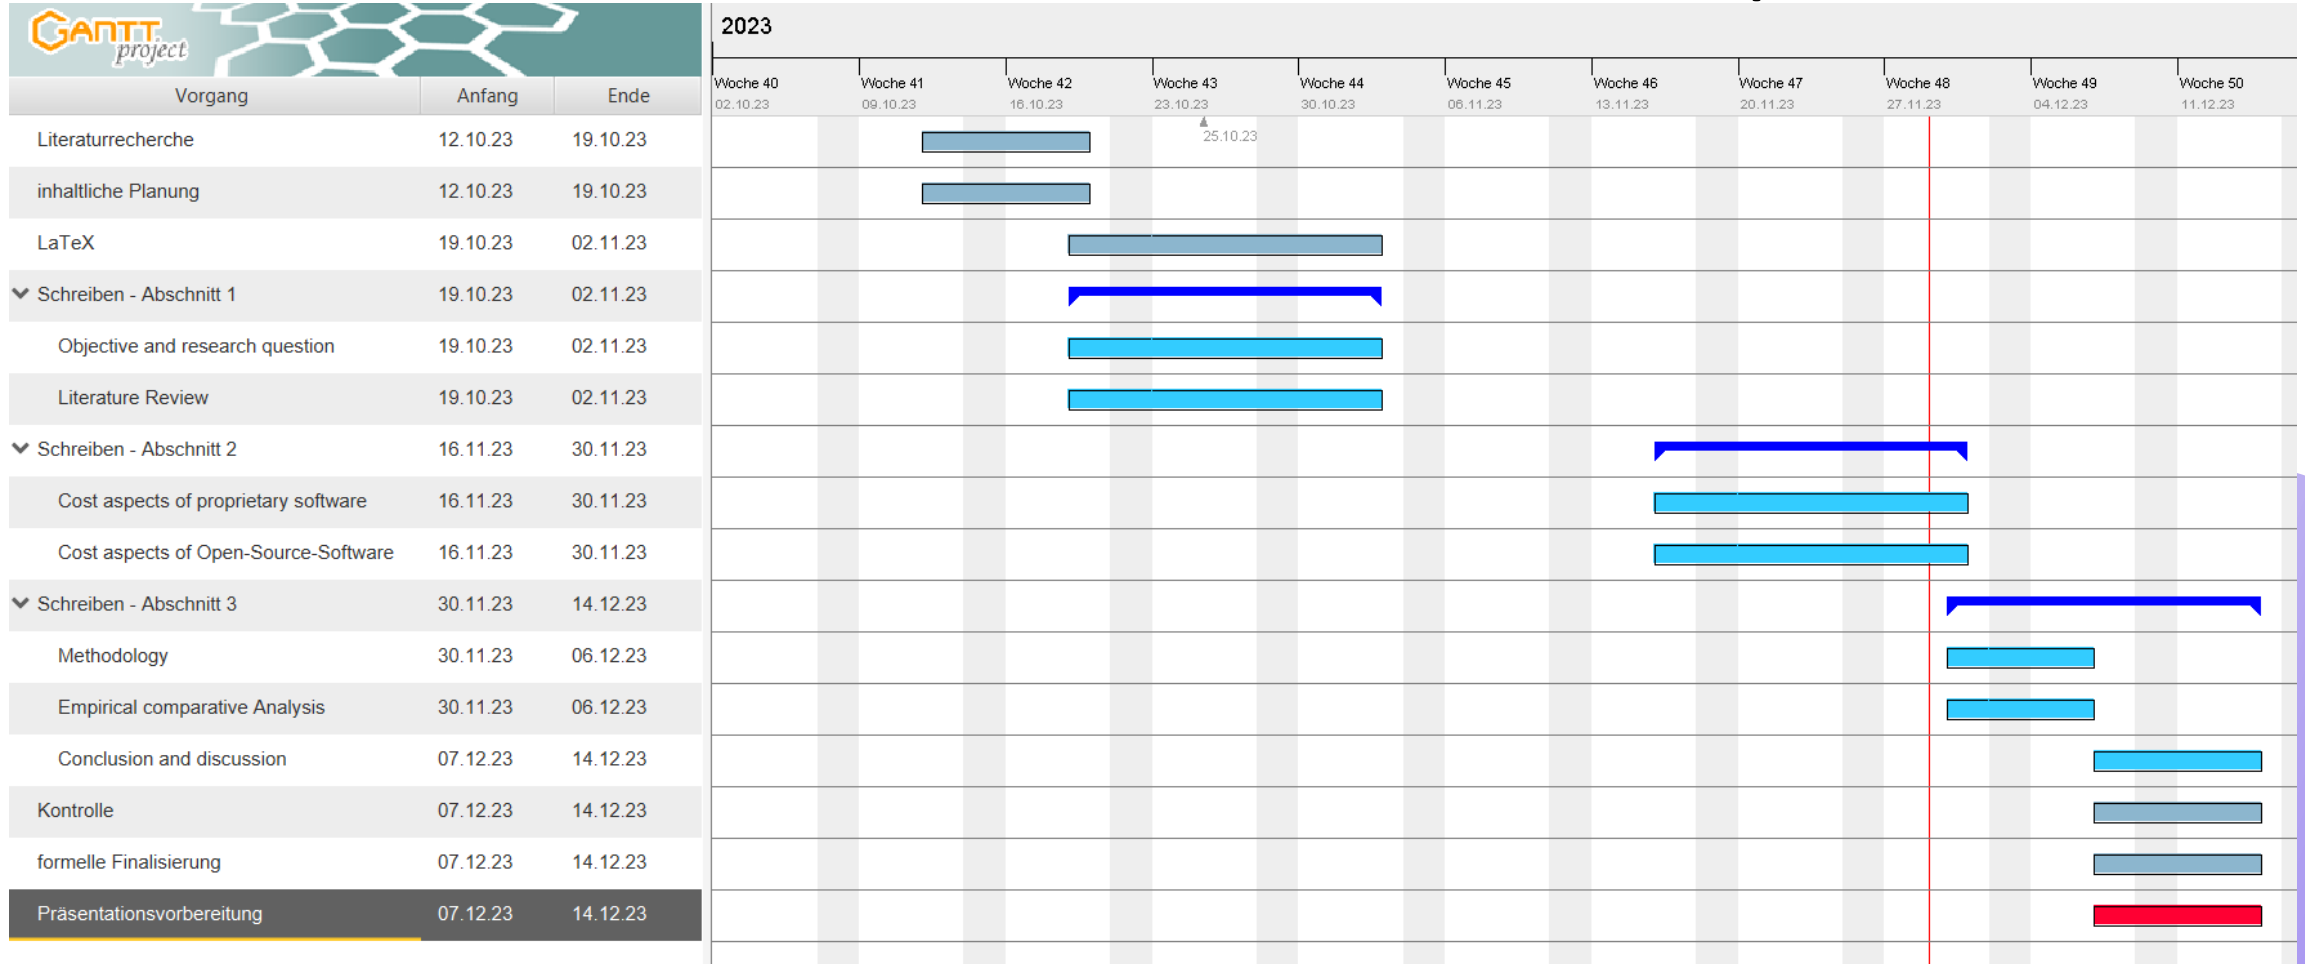 GANTT
project
2023
Woche 40 Woche 41 Woche 42 Woche 43 Woche 44 Woche 45 Woche 46 Woche 47 Woche 48 Woche 49 Woche 50
Vorgang Anfang Ende
02.10.23 09.10.23 16.10.23 23.10.23 30.10.23 06.11.23 13.11.23 20.11.23 27.11.23 04.12.23 11.12.23
25.10.23
Literaturrecherche 12.10.23 19.10.23
inhaltliche Planung 12.10.23 19.10.23
LaTeX 19.10.23 02.11.23
Schreiben - Abschnitt 1 19.10.23 02.11.23
Objective and research question 19.10.23 02.11.23
Literature Review 19.10.23 02.11.23
Schreiben - Abschnitt 2 16.11.23 30.11.23
Cost aspects of proprietary software 16.11.23 30.11.23
Cost aspects of Open-Source-Software 16.11.23 30.11.23
Schreiben - Abschnitt 3 30.11.23 14.12.23
Methodology 30.11.23 06.12.23
Empirical comparative Analysis 30.11.23 06.12.23
Conclusion and discussion 07.12.23 14.12.23
Kontrolle 07.12.23 14.12.23
formelle Finalisierung 07.12.23 14.12.23
Präsentationsvorbereitung 07.12.23 14.12.23